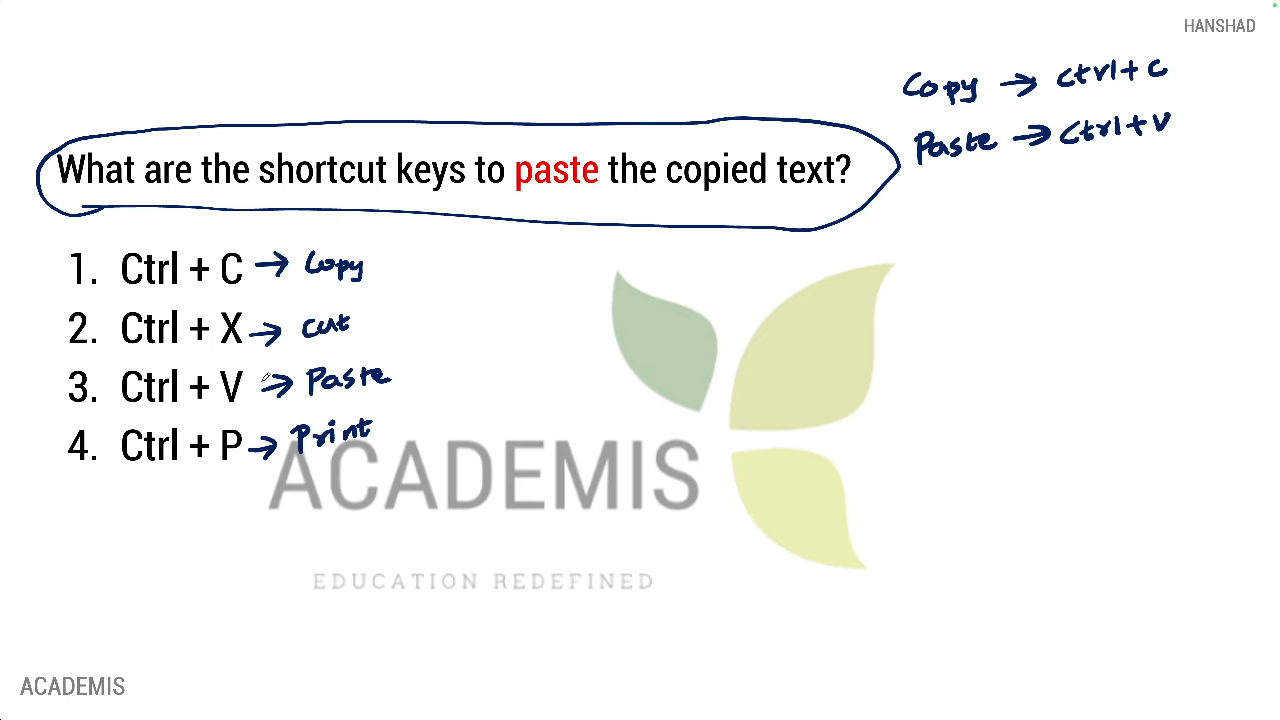 HANSHAD
Copy → Ctrl+C
Paste → Ctrl+V
What are the shortcut keys to paste the copied text?
1. Ctrl + C → Copy
2. Ctrl + X → Cut
3. Ctrl + V → Paste
4. Ctrl + P → Print
ACADEMIS
EDUCATION REDEFINED
ACADEMIS